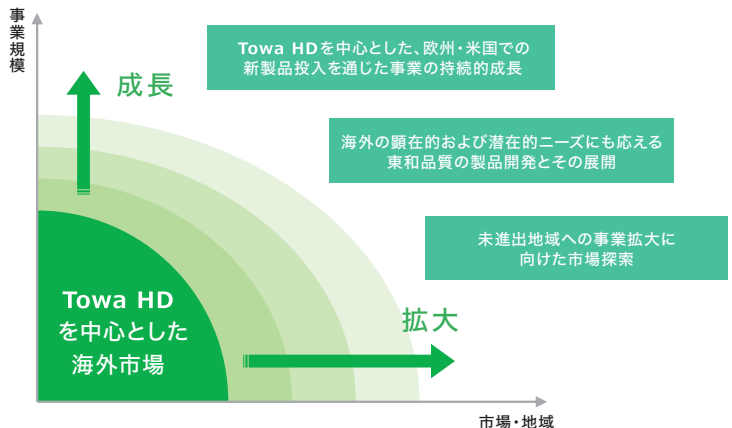 事業規模
Towa HDを中心とした、欧州・米国での
新製品投入を通じた事業の持続的成長
成長
海外の顕在的および潜在的ニーズにも応える
東和品質の製品開発とその展開
未進出地域への事業拡大に
向けた市場探索
Towa HD
を中心とした
海外市場
拡大
市場・地域